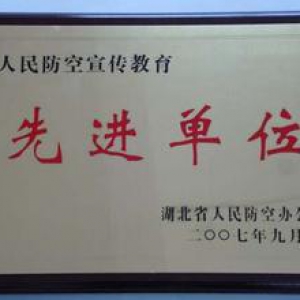 人民防空宣传教育
先进单位
湖北省人民防空办公
二〇〇七年九月